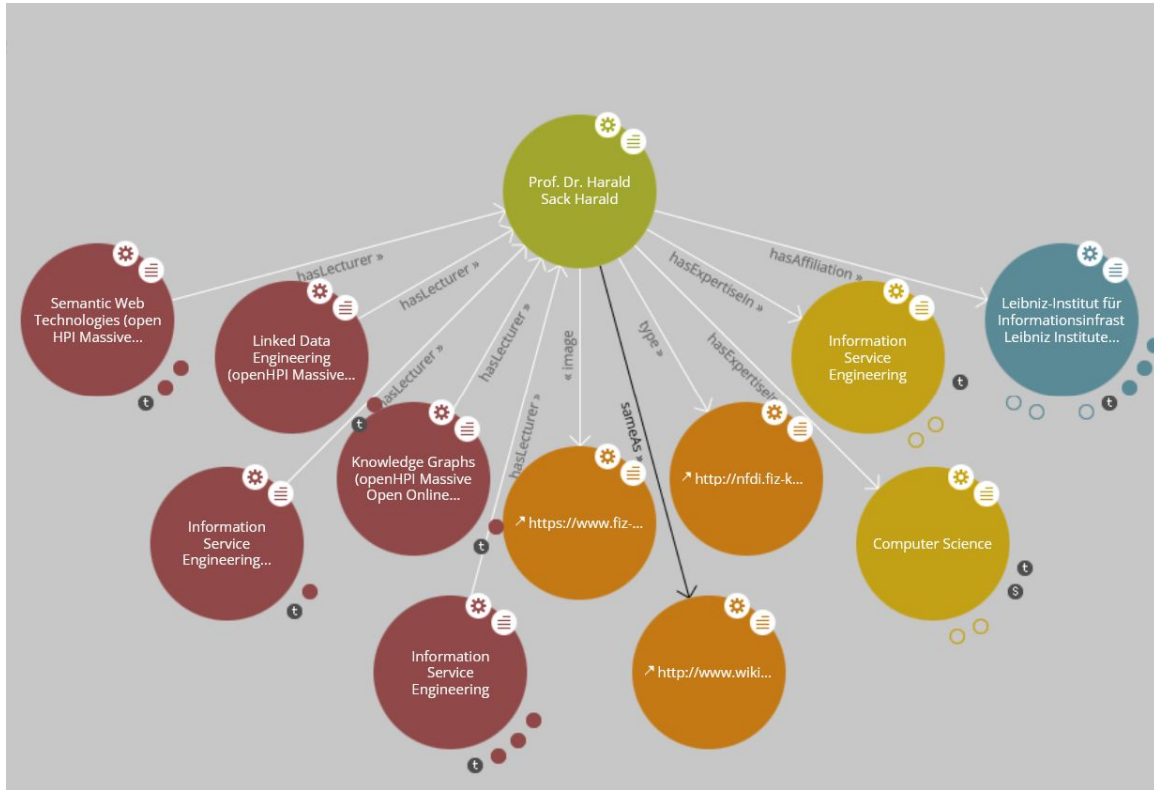 Prof. Dr. Harald
Sack Harald
hasLecturer »
hasLecturer »
hasLecturer »
hasLecturer »
hasLecturer »
« image
sameAs »
type »
hasExpertiseIn »
hasExpertiseIn
hasAffiliation »
Semantic Web
Technologies (open
HPI Massive...
Linked Data
Engineering
(openHPI Massive...
Information
Service
Engineering
Leibniz-Institut für
Informationsinfrast
Leibniz Institute...
Knowledge Graphs
(openHPI Massive
Open Online...
↗https://www.fiz-...
↗http://nfdi.fiz-k...
Information
Service
Engineering...
Computer Science
Information
Service
Engineering
↗http://www.wiki...
t
t
t
t
t
t
t
t
s